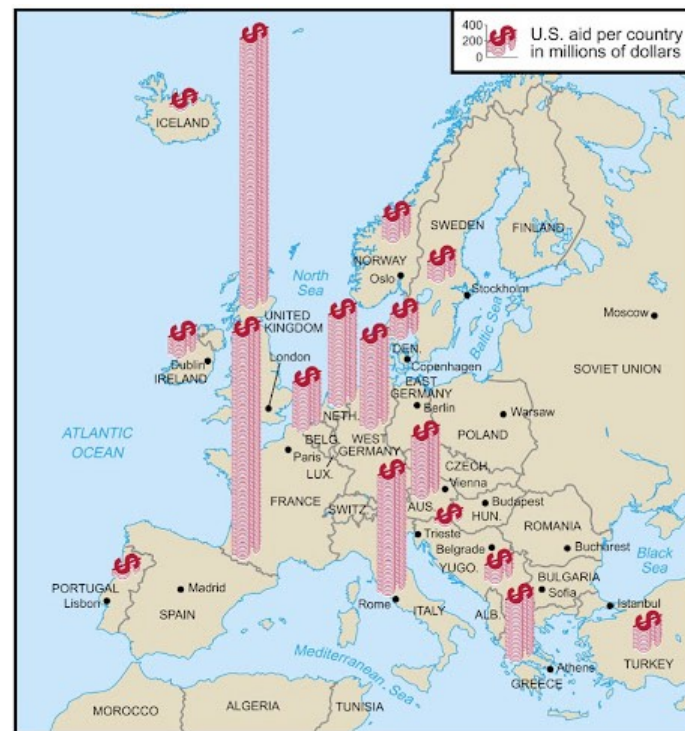 400
200
0
$
U.S. aid per country
in millions of dollars
$
$
ICELAND
$
SWEDEN
FINLAND
NORWAY
$
Oslo
North
Sea
Stockholm
Baltic Sea
Moscow
$
$
$
UNITED
KINGDOM
$
$
$
London
Dublin
IRELAND
DEN.
Copenhagen
SOVIET UNION
EAST
GERMANY
Berlin
$
NETH.
Warsaw
POLAND
ATLANTIC
OCEAN
BELG.
WEST
GERMANY
$
Paris
LUX.
CZECH.
Vienna
$
FRANCE
SWITZ.
AUS.
HUN.
Budapest
$
ROMANIA
Trieste
Belgrade
Bucharest
Black
Sea
YUGO.
$
$
PORTUGAL
Lisbon
Madrid
SPAIN
BULGARIA
Sofia
$
Rome
ITALY
ALB.
Istanbul
$
TURKEY
Mediterranean Sea
Athens
GREECE
MOROCCO
ALGERIA
TUNISIA